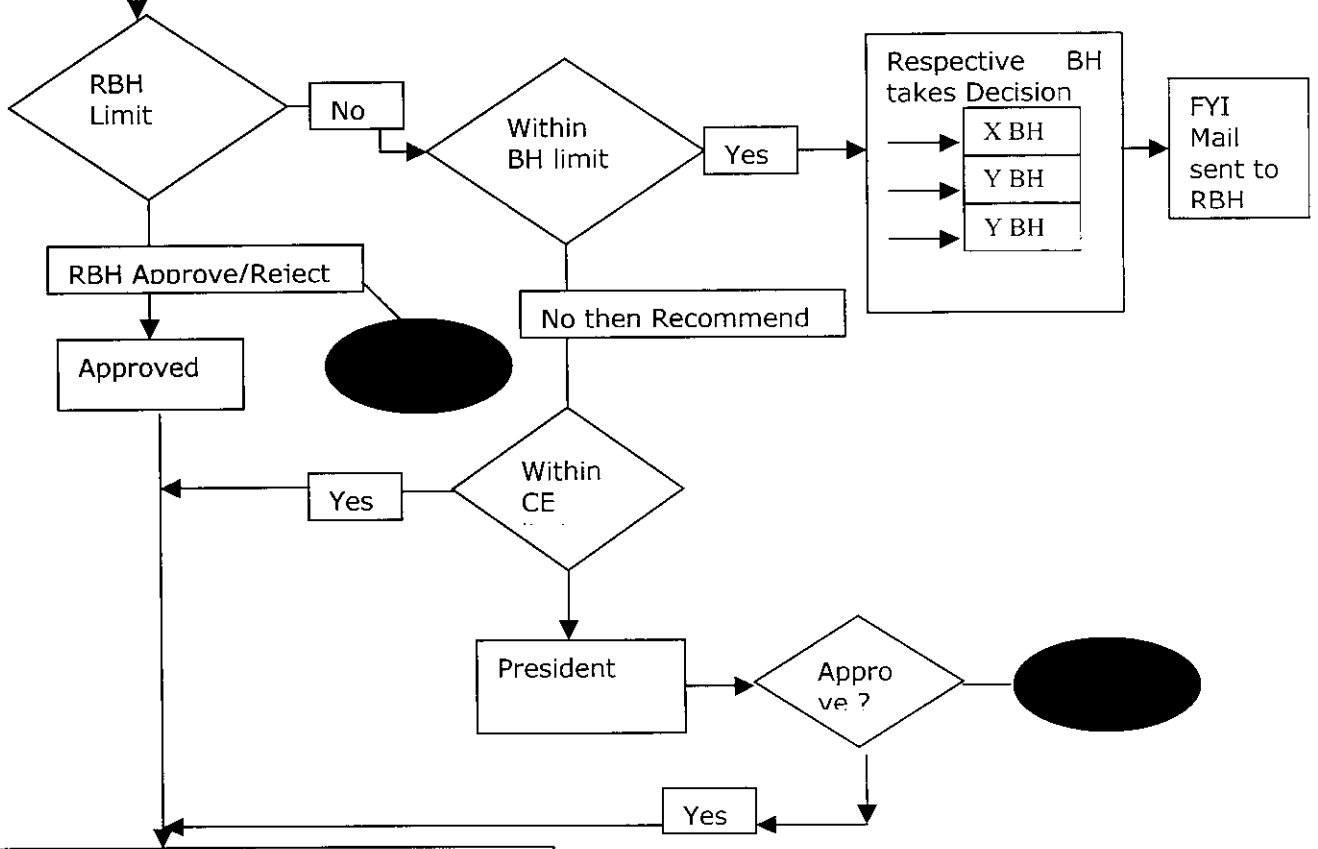 RBH
Limit
No
Within
BH limit
Yes
Respective BH
takes Decision
X BH
Y BH
Y BH
FYI
Mail
sent to
RBH
RBH Approve/Reject
No then Recommend
Approved
Within
CE
Yes
President
Appro
ve ?
Yes